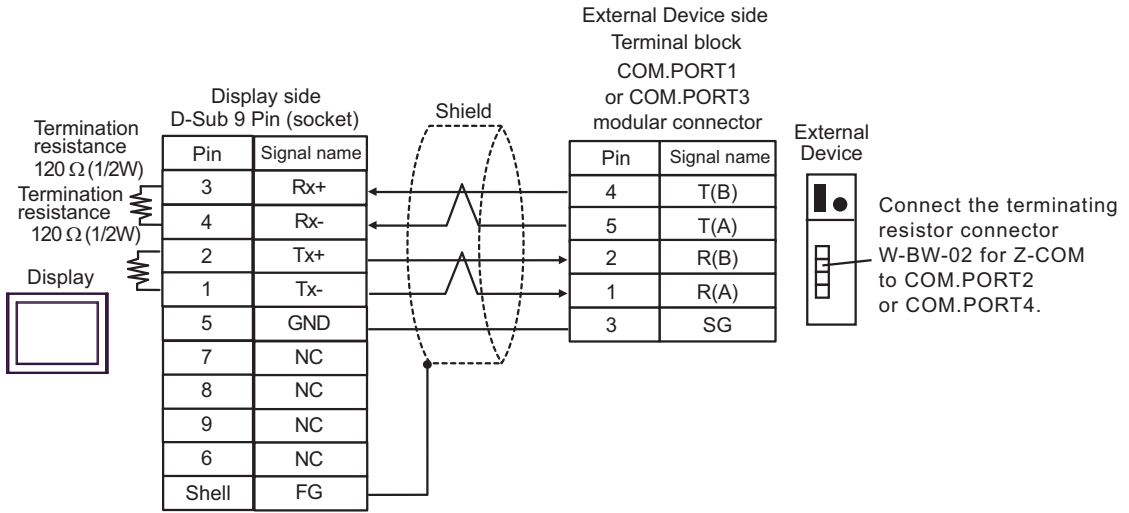 External Device side
Terminal block
COM.PORT1
or COM.PORT3
modular connector
Display side
D-Sub 9 Pin (socket)
Shield
Termination
resistance
120 Ω (1/2W)
Termination
resistance
120 Ω (1/2W)
Display
Pin Signal name
3 Rx+
4 Rx-
2 Tx+
1 Tx-
5 GND
7 NC
8 NC
9 NC
6 NC
Shell FG
Pin Signal name
4 T(B)
5 T(A)
2 R(B)
1 R(A)
3 SG
External
Device
Connect the terminating
resistor connector
W-BW-02 for Z-COM
to COM.PORT2
or COM.PORT4.